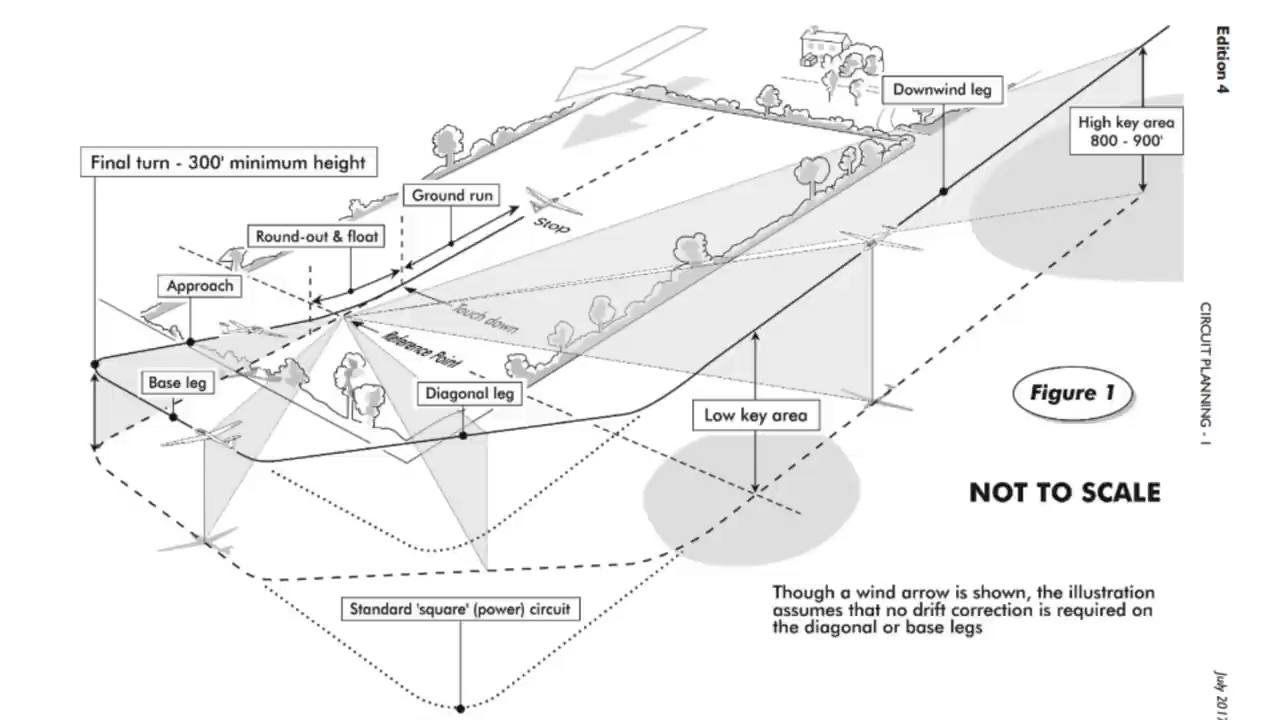 Edition 4
Downwind leg
High key area
800 - 900'
Final turn - 300' minimum height
Ground run
Stop
Round-out & float
Approach
Touch down
Reference Point
Base leg
Diagonal leg
Low key area
Figure 1
CIRCUIT PLANNING - 1
NOT TO SCALE
Though a wind arrow is shown, the illustration
assumes that no drift correction is required on
the diagonal or base legs
Standard 'square' (power) circuit
July